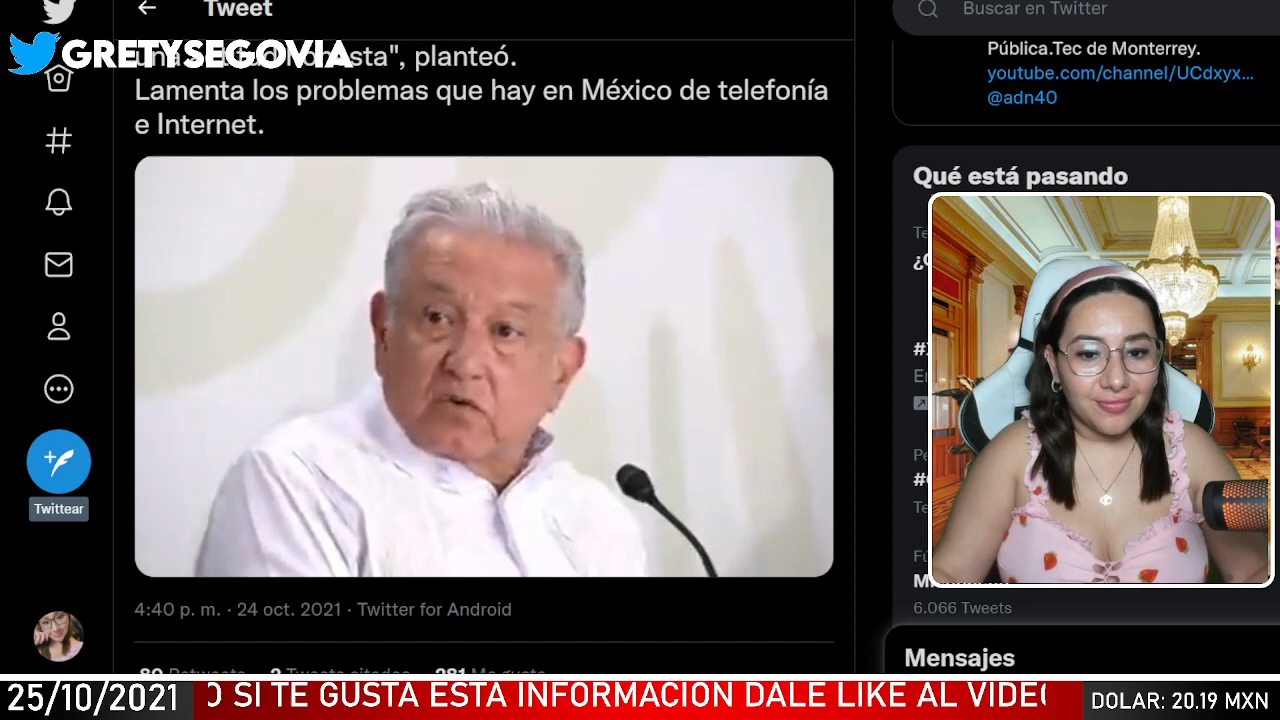 Tweet
Buscar en Twitter
GRETYSEGOVIA
", planteó.
Lamenta los problemas que hay en México de telefonía
e Internet.
Pública.Tec de Monterrey.
youtube.com/channel/UCdxyx...
@adn40
Qué está pasando
Twittear
4:40 p. m. · 24 oct. 2021 · Twitter for Android
6.066 Tweets
Mensajes
25/10/2021
SI TE GUSTA ESTA INFORMACION DALE LIKE AL VIDEO
DOLAR: 20.19 MXN